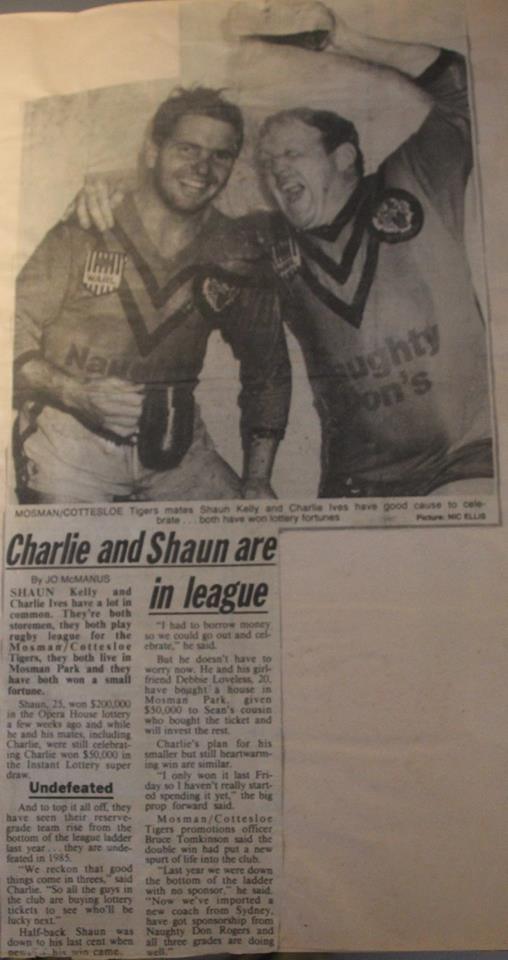 WARL
Naug
aughty
Don's
MOSMAN/COTTESLOE Tigers mates Shaun Kelly and Charlie Ives have good cause to cele-
brate . . . both have won lottery fortunes
Picture: NIC ELLIS
Charlie and Shaun are
in league
By JO McMANUS
SHAUN Kelly and
Charlie Ives have a lot in
common. They're both
storemen, they both play
rugby league for the
Mosman/Cottesloe
Tigers, they both live in
Mosman Park and they
have both won a small
fortune.
Shaun, 25, won $200,000
in the Opera House lottery
a few weeks ago and while
he and his mates, including
Charlie, were still celebrat-
ing Charlie won $50,000 in
the Instant Lottery super
draw.
Undefeated
And to top it all off, they
have seen their reserve-
grade team rise from the
bottom of the league ladder
last year . . . they are unde-
feated in 1985.
"We reckon that good
things come in threes," said
Charlie. "So all the guys in
the club are buying lottery
tickets to see who'll be
lucky next."
Half-back Shaun was
down to his last cent when
his win came.
"I had to borrow money
so we could go out and cel-
ebrate," he said.
But he doesn't have to
worry now. He and his girl-
friend Debbie Loveless, 20,
have bought a house in
Mosman Park, given
$50,000 to Sean's cousin
who bought the ticket and
will invest the rest.
Charlie's plan for his
smaller but still heartwarm-
ing win are similar.
"I only won it last Fri-
day so I haven't really start-
ed spending it yet," the big
prop forward said.
Mosman/Cottesloe
Tigers promotions officer
Bruce Tomkinson said the
double win had put a new
spurt of life into the club.
"Last year we were down
the bottom of the ladder
with no sponsor," he said.
"Now we've imported a
new coach from Sydney,
have got sponsorship from
Naughty Don Rogers and
all three grades are doing
well."